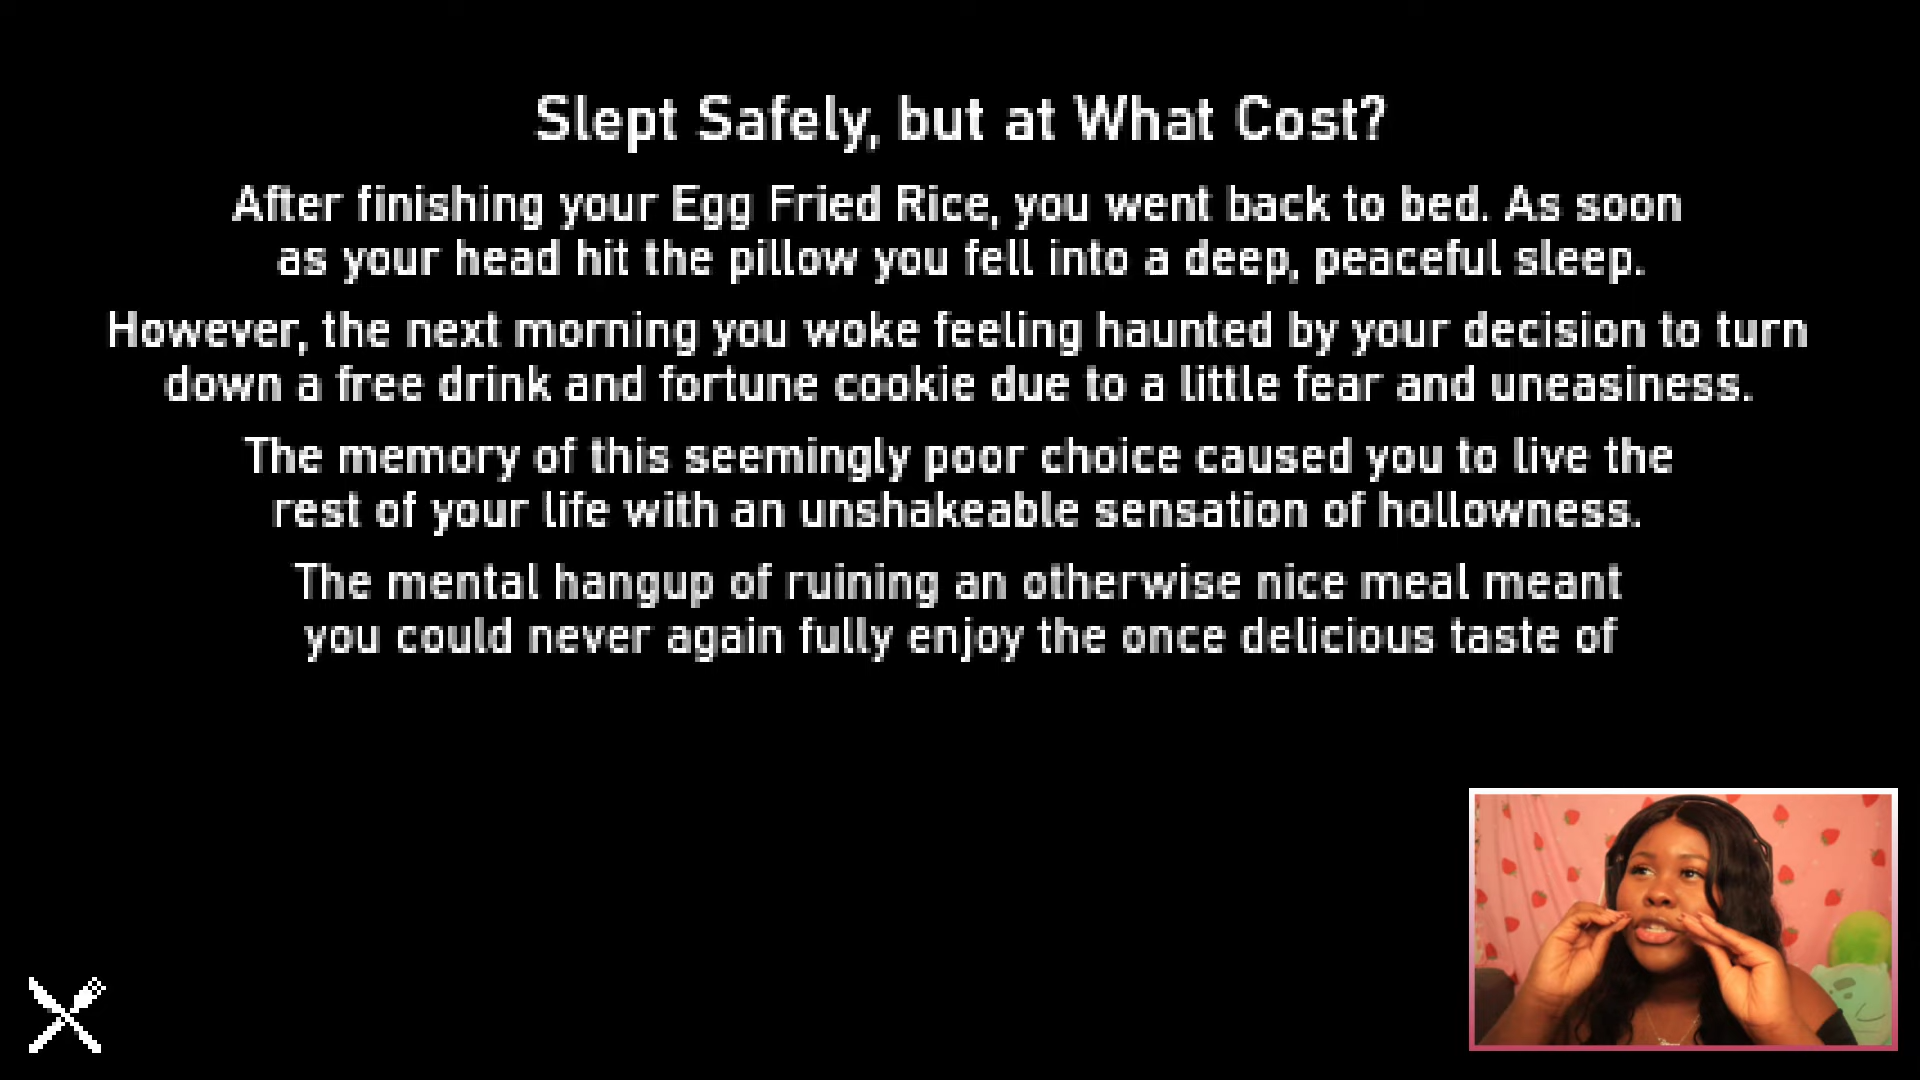 Slept Safely, but at What Cost?
After finishing your Egg Fried Rice, you went back to bed. As soon
as your head hit the pillow you fell into a deep, peaceful sleep.
However, the next morning you woke feeling haunted by your decision to turn
down a free drink and fortune cookie due to a little fear and uneasiness.
The memory of this seemingly poor choice caused you to live the
rest of your life with an unshakeable sensation of hollowness.
The mental hangup of ruining an otherwise nice meal meant
you could never again fully enjoy the once delicious taste of